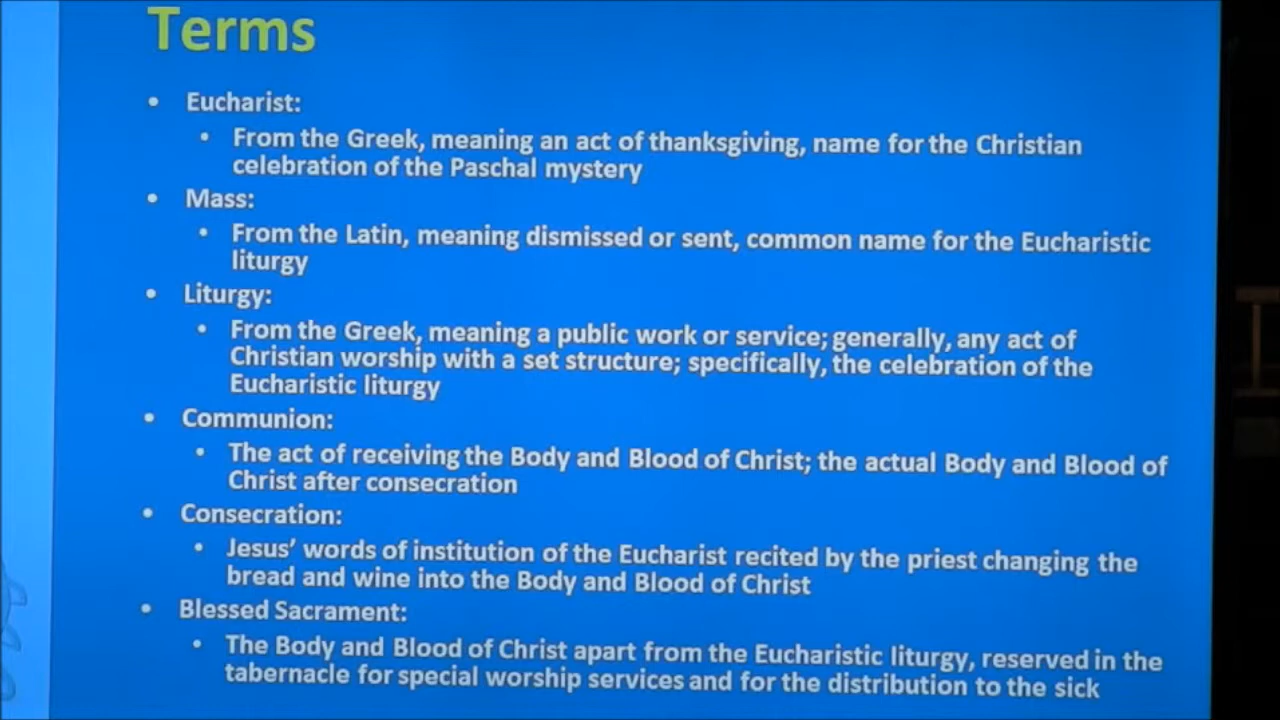 Terms
• Eucharist:
• From the Greek, meaning an act of thanksgiving, name for the Christian
celebration of the Paschal mystery
• Mass:
• From the Latin, meaning dismissed or sent, common name for the Eucharistic
liturgy
• Liturgy:
• From the Greek, meaning a public work or service; generally, any act of
Christian worship with a set structure; specifically, the celebration of the
Eucharistic liturgy
• Communion:
• The act of receiving the Body and Blood of Christ; the actual Body and Blood of
Christ after consecration
• Consecration:
• Jesus’ words of institution of the Eucharist recited by the priest changing the
bread and wine into the Body and Blood of Christ
• Blessed Sacrament:
• The Body and Blood of Christ apart from the Eucharistic liturgy, reserved in the
tabernacle for special worship services and for the distribution to the sick